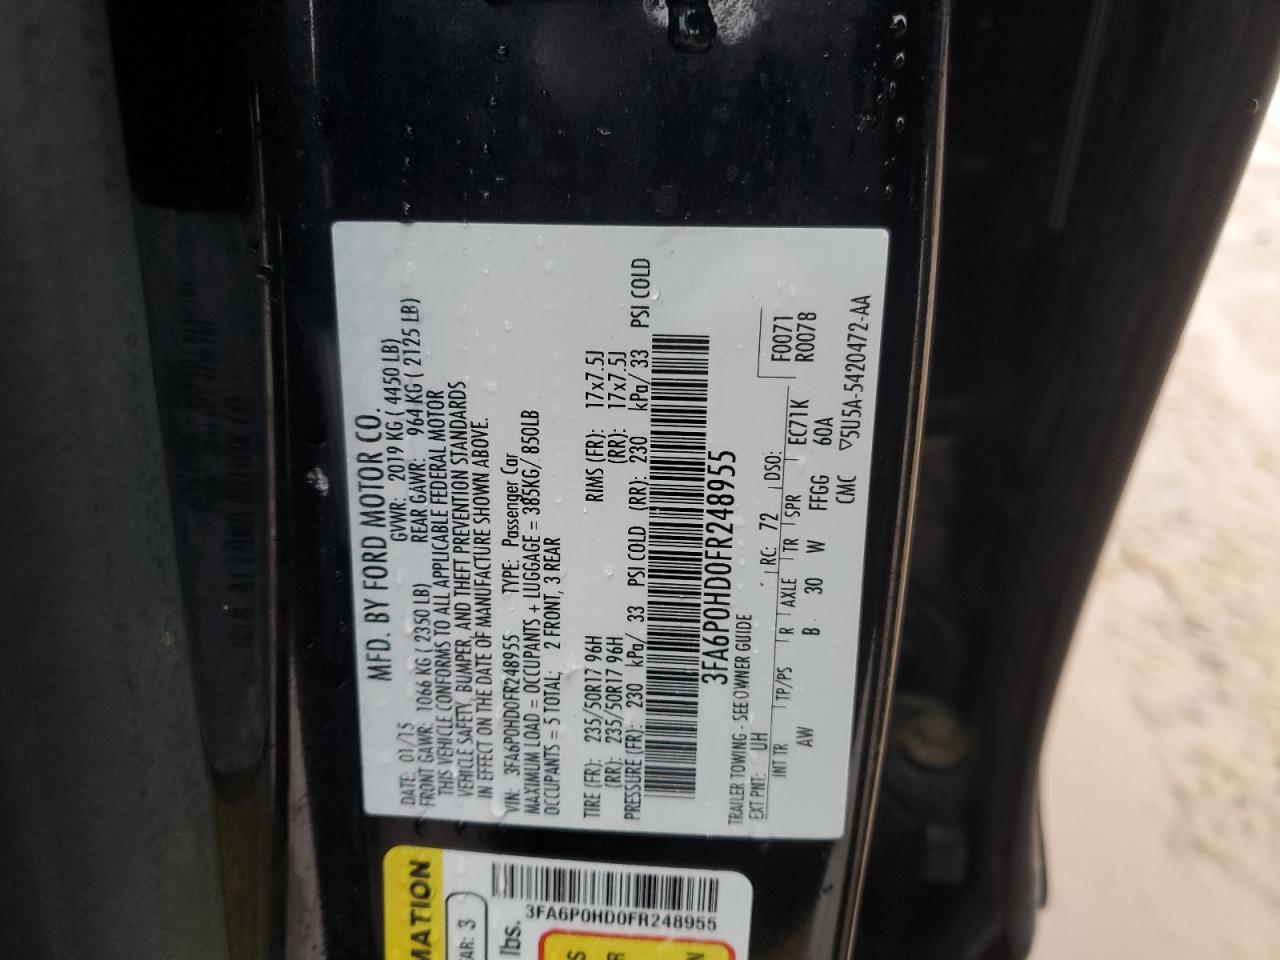 MFD. BY FORD MOTOR CO.
DATE: 01/15 GVWR: 2019 KG ( 4450 LB)
FRONT GAWR: 1066 KG ( 2350 LB) REAR GAWR: 964 KG ( 2125 LB)
THIS VEHICLE CONFORMS TO ALL APPLICABLE FEDERAL MOTOR
VEHICLE SAFETY, BUMPER, AND THEFT PREVENTION STANDARDS
IN EFFECT ON THE DATE OF MANUFACTURE SHOWN ABOVE.
VIN: 3FA6P0HD0FR248955 TYPE: Passenger Car
MAXIMUM LOAD = OCCUPANTS + LUGGAGE = 385KG/ 850LB
OCCUPANTS = 5 TOTAL; 2 FRONT, 3 REAR
TIRE (FR): 235/50R17 96H RIMS (FR): 17x7.5J
(RR): 235/50R17 96H (RR): 17x7.5J
PRESSURE (FR): 230 kPa/ 33 PSI COLD (RR): 230 kPa/ 33 PSI COLD
3FA6P0HD0FR248955
TRAILER TOWING - SEE OWNER GUIDE
EXT PNT: UH RC: 72 DSO: F0071
R0078
INT TR TP/PS R AXLE TR SPR EC71K
AW B 30 W FFGG 60A
CMC ▽5U5A-5420472-AA
MATION
AR: 3
lbs.
3FA6P0HD0FR248955
S
R
N